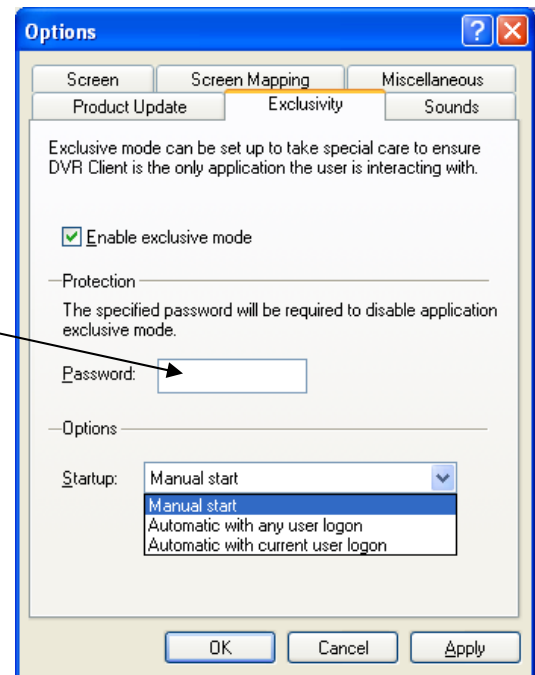 Options
Screen
Screen Mapping
Miscellaneous
Product Update
Exclusivity
Sounds
Exclusive mode can be set up to take special care to ensure
DVR Client is the only application the user is interacting with.
Enable exclusive mode
Protection
The specified password will be required to disable application
exclusive mode.
Password:
Options
Startup: Manual start
Manual start
Automatic with any user logon
Automatic with current user logon
OK
Cancel
Apply